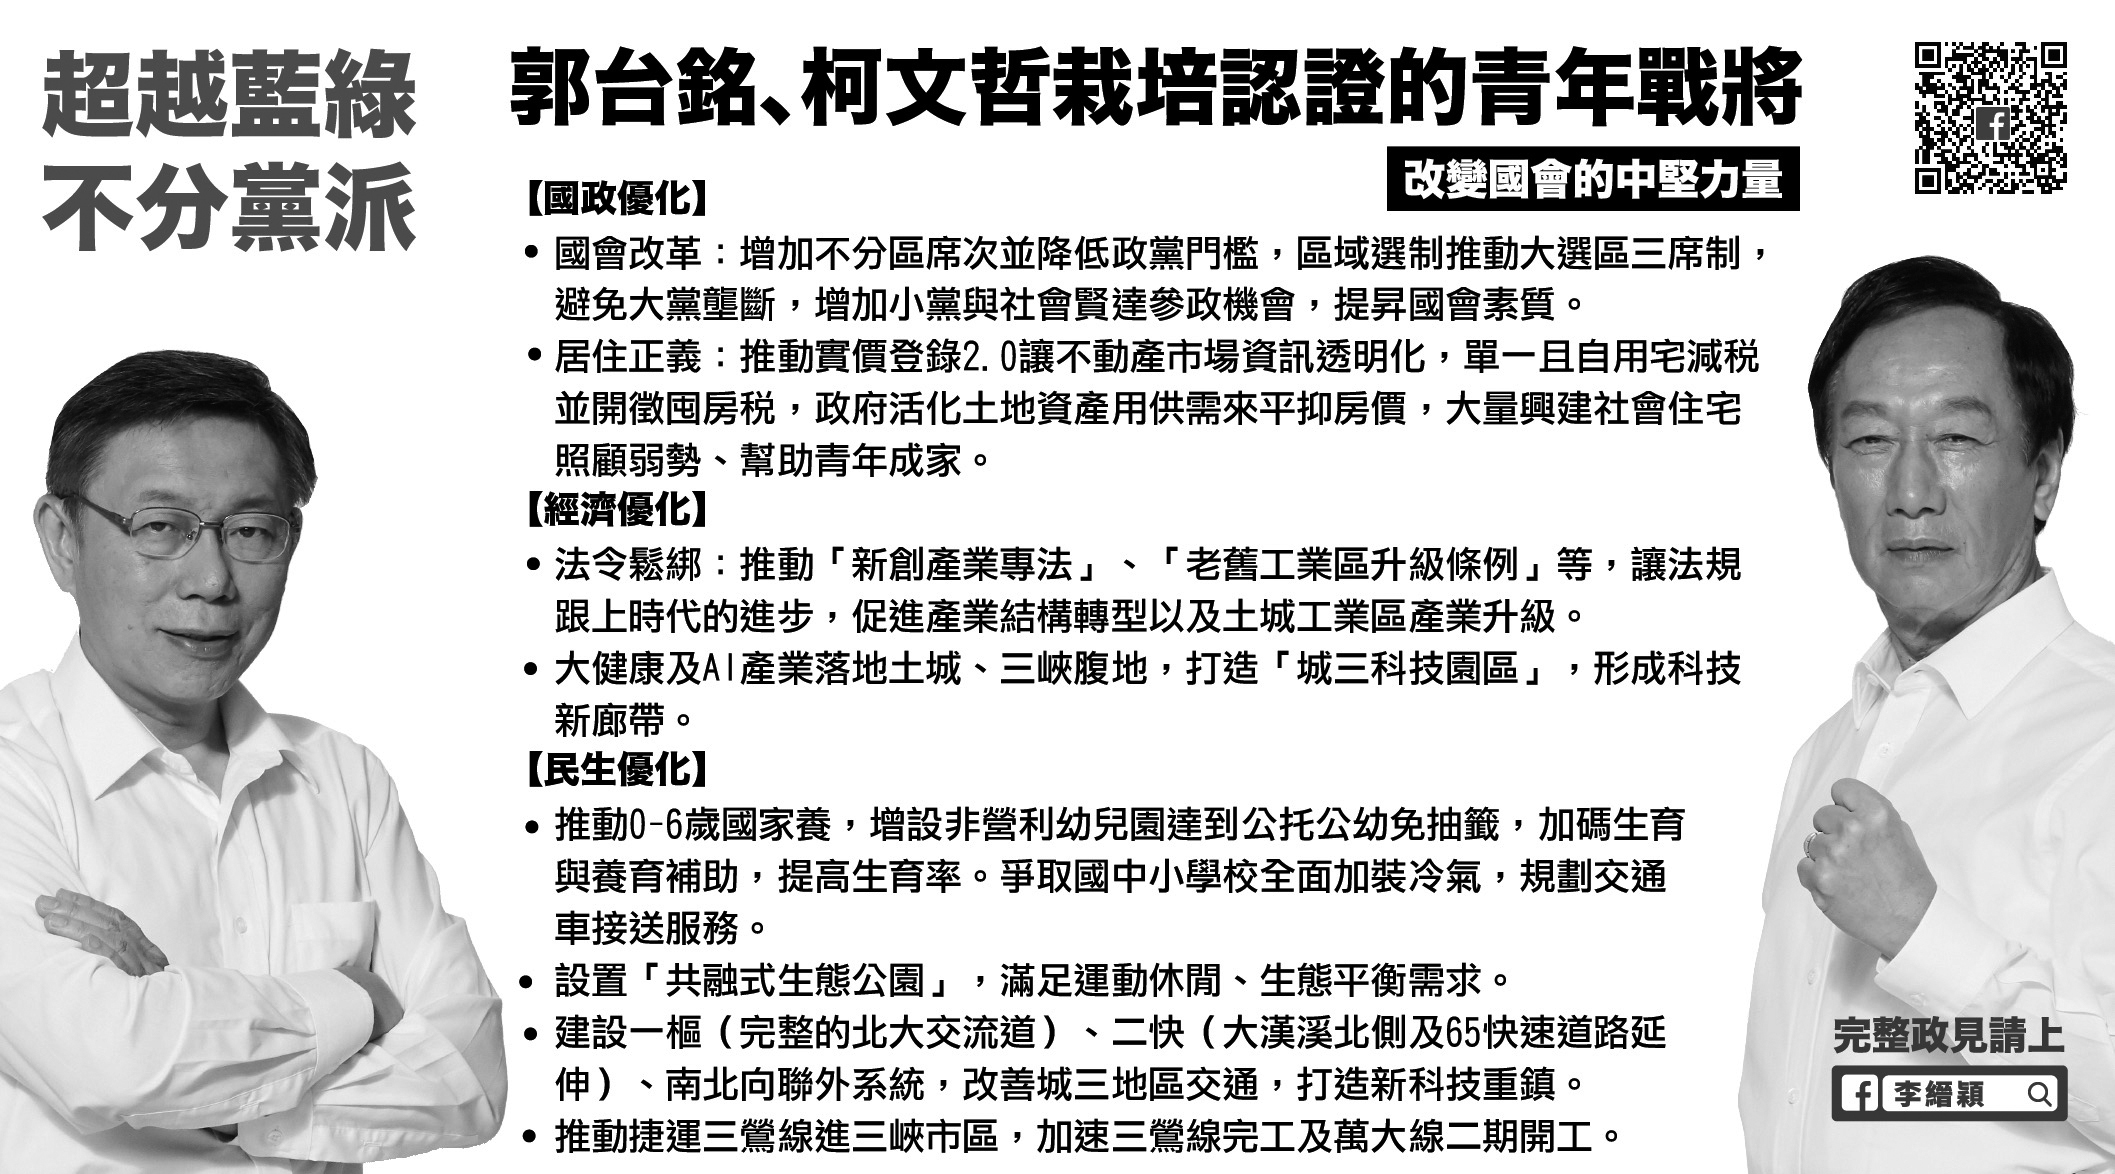 超越藍綠
不分黨派
郭台銘、柯文哲栽培認證的青年戰將
改變國會的中堅力量
【國政優化】
• 國會改革：增加不分區席次並降低政黨門檻，區域選制推動大選區三席制，
避免大黨壟斷，增加小黨與社會賢達參政機會，提昇國會素質。
• 居住正義：推動實價登錄2.0讓不動產市場資訊透明化，單一且自用宅減税
並開徵囤房税，政府活化土地資產用供需來平抑房價，大量興建社會住宅
照顧弱勢、幫助青年成家。
【經濟優化】
• 法令鬆綁：推動「新創產業專法」、「老舊工業區升級條例」等，讓法規
跟上時代的進步，促進產業結構轉型以及土城工業區產業升級。
• 大健康及AI產業落地土城、三峽腹地，打造「城三科技園區」，形成科技
新廊帶。
【民生優化】
• 推動0-6歲國家養，增設非營利幼兒園達到公托公幼免抽籤，加碼生育
與養育補助，提高生育率。爭取國中小學校全面加裝冷氣，規劃交通
車接送服務。
• 設置「共融式生態公園」，滿足運動休閒、生態平衡需求。
• 建設一樞（完整的北大交流道）、二快（大漢溪北側及65快速道路延
伸）、南北向聯外系統，改善城三地區交通，打造新科技重鎮。
• 推動捷運三鶯線進三峽市區，加速三鶯線完工及萬大線二期開工。
完整政見請上
f 李縉穎